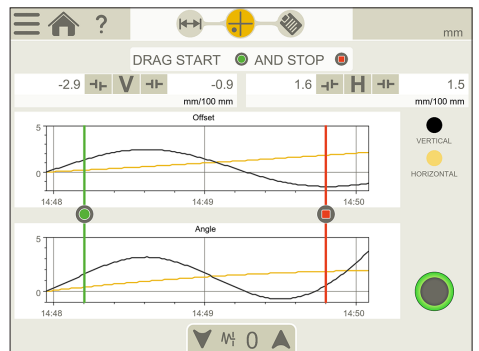 ?
mm
DRAG START AND STOP
-2.9 V -0.9
mm/100 mm
1.6 H 1.5
mm/100 mm
Offset
5
0
14:48 14:49 14:50
VERTICAL
HORIZONTAL
Angle
5
0
14:48 14:49 14:50
0